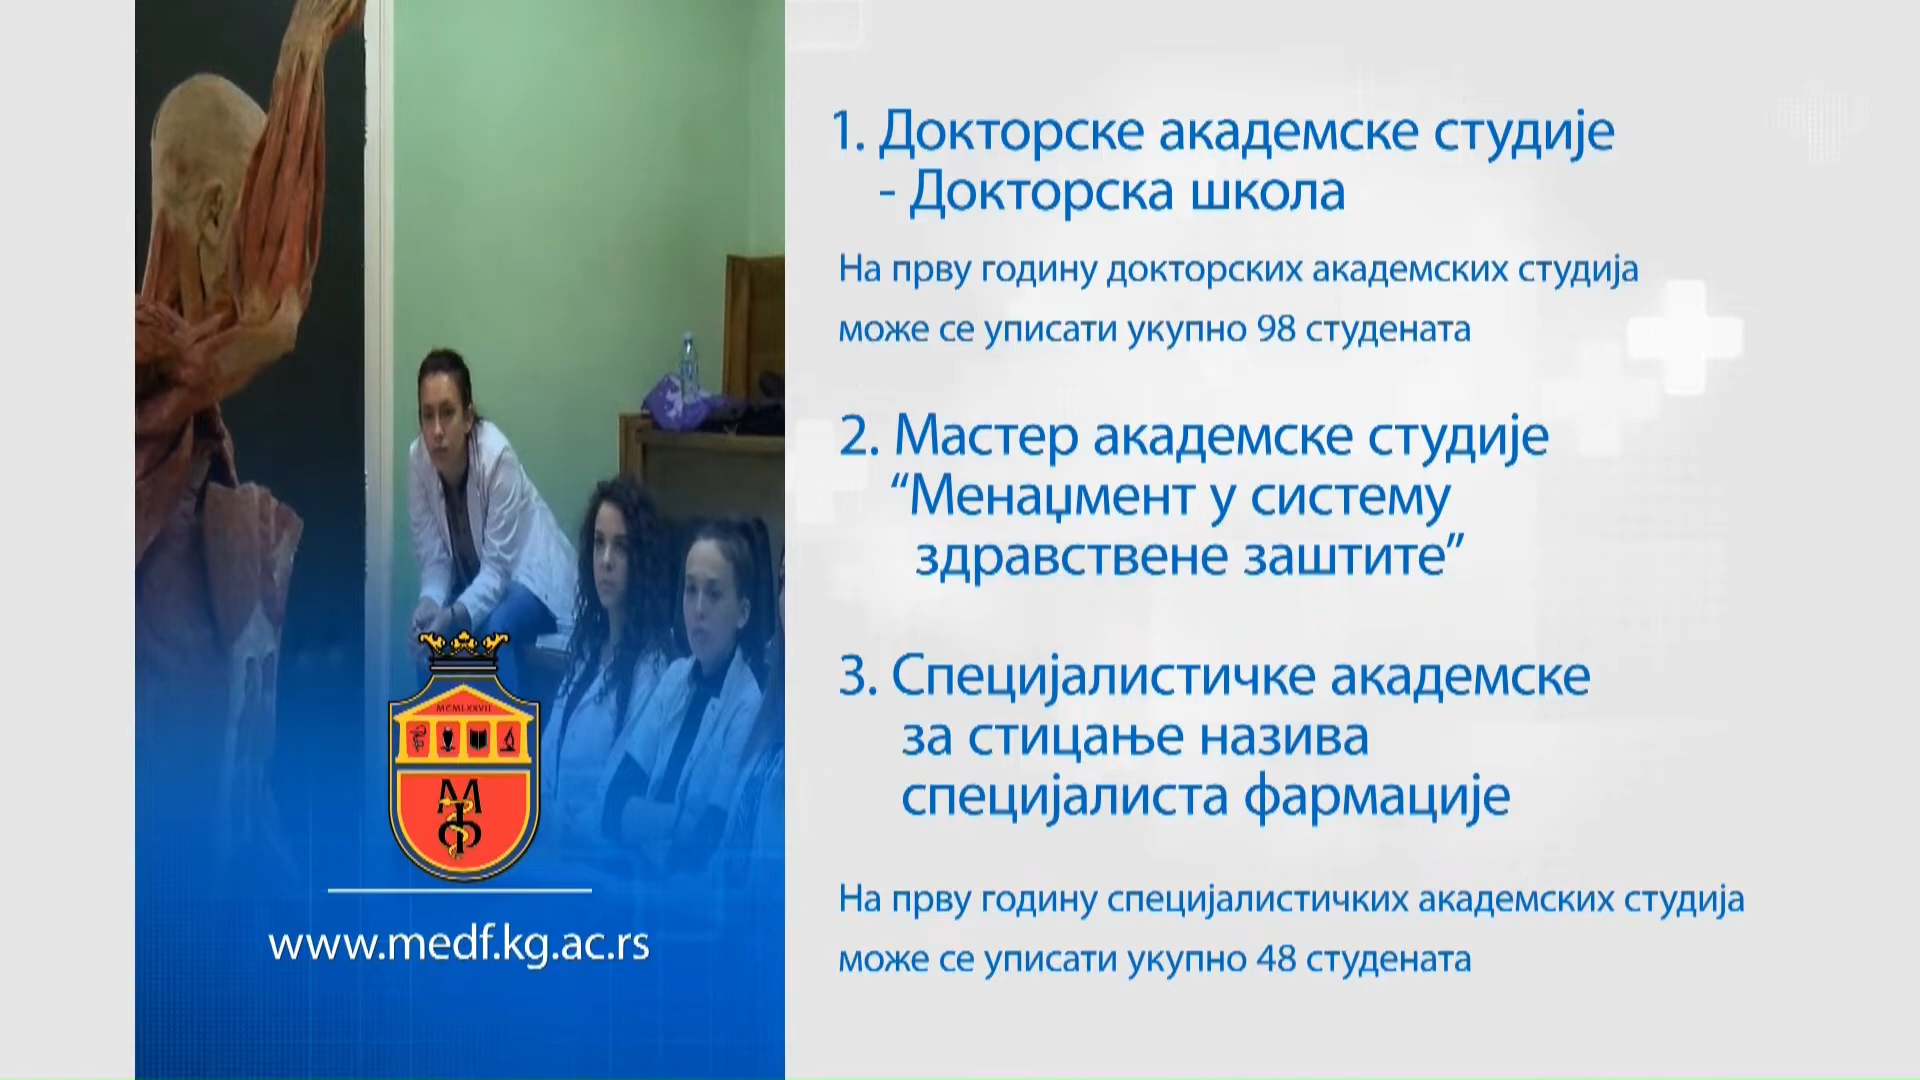 1. Докторске академске студије
- Докторска школа
На прву годину докторских академских студија
може се уписати укупно 98 студената
2. Мастер академске студије
“Менаџмент у систему
здравствене заштите”
3. Специјалистичке академске
за стицање назива
специјалиста фармације
На прву годину специјалистичких академских студија
може се уписати укупно 48 студената
MCMLXXVII
МФ
www.medf.kg.ac.rs